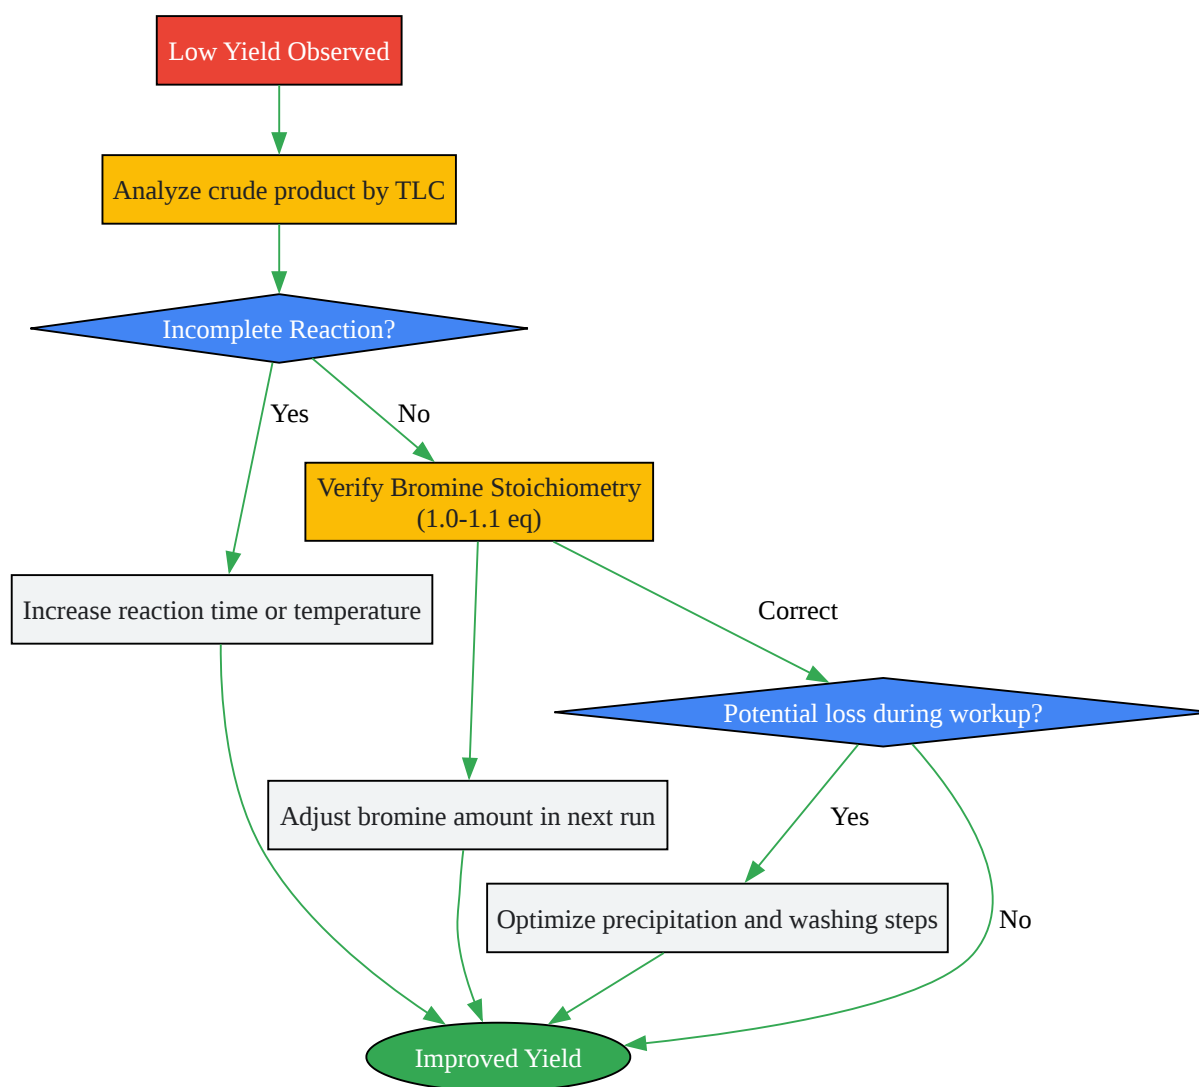 Low Yield Observed
Analyze crude product by TLC
Incomplete Reaction?
Yes
No
Verify Bromine Stoichiometry
(1.0-1.1 eq)
Increase reaction time or temperature
Correct
Potential loss during workup?
Adjust bromine amount in next run
Yes
Optimize precipitation and washing steps
No
Improved Yield